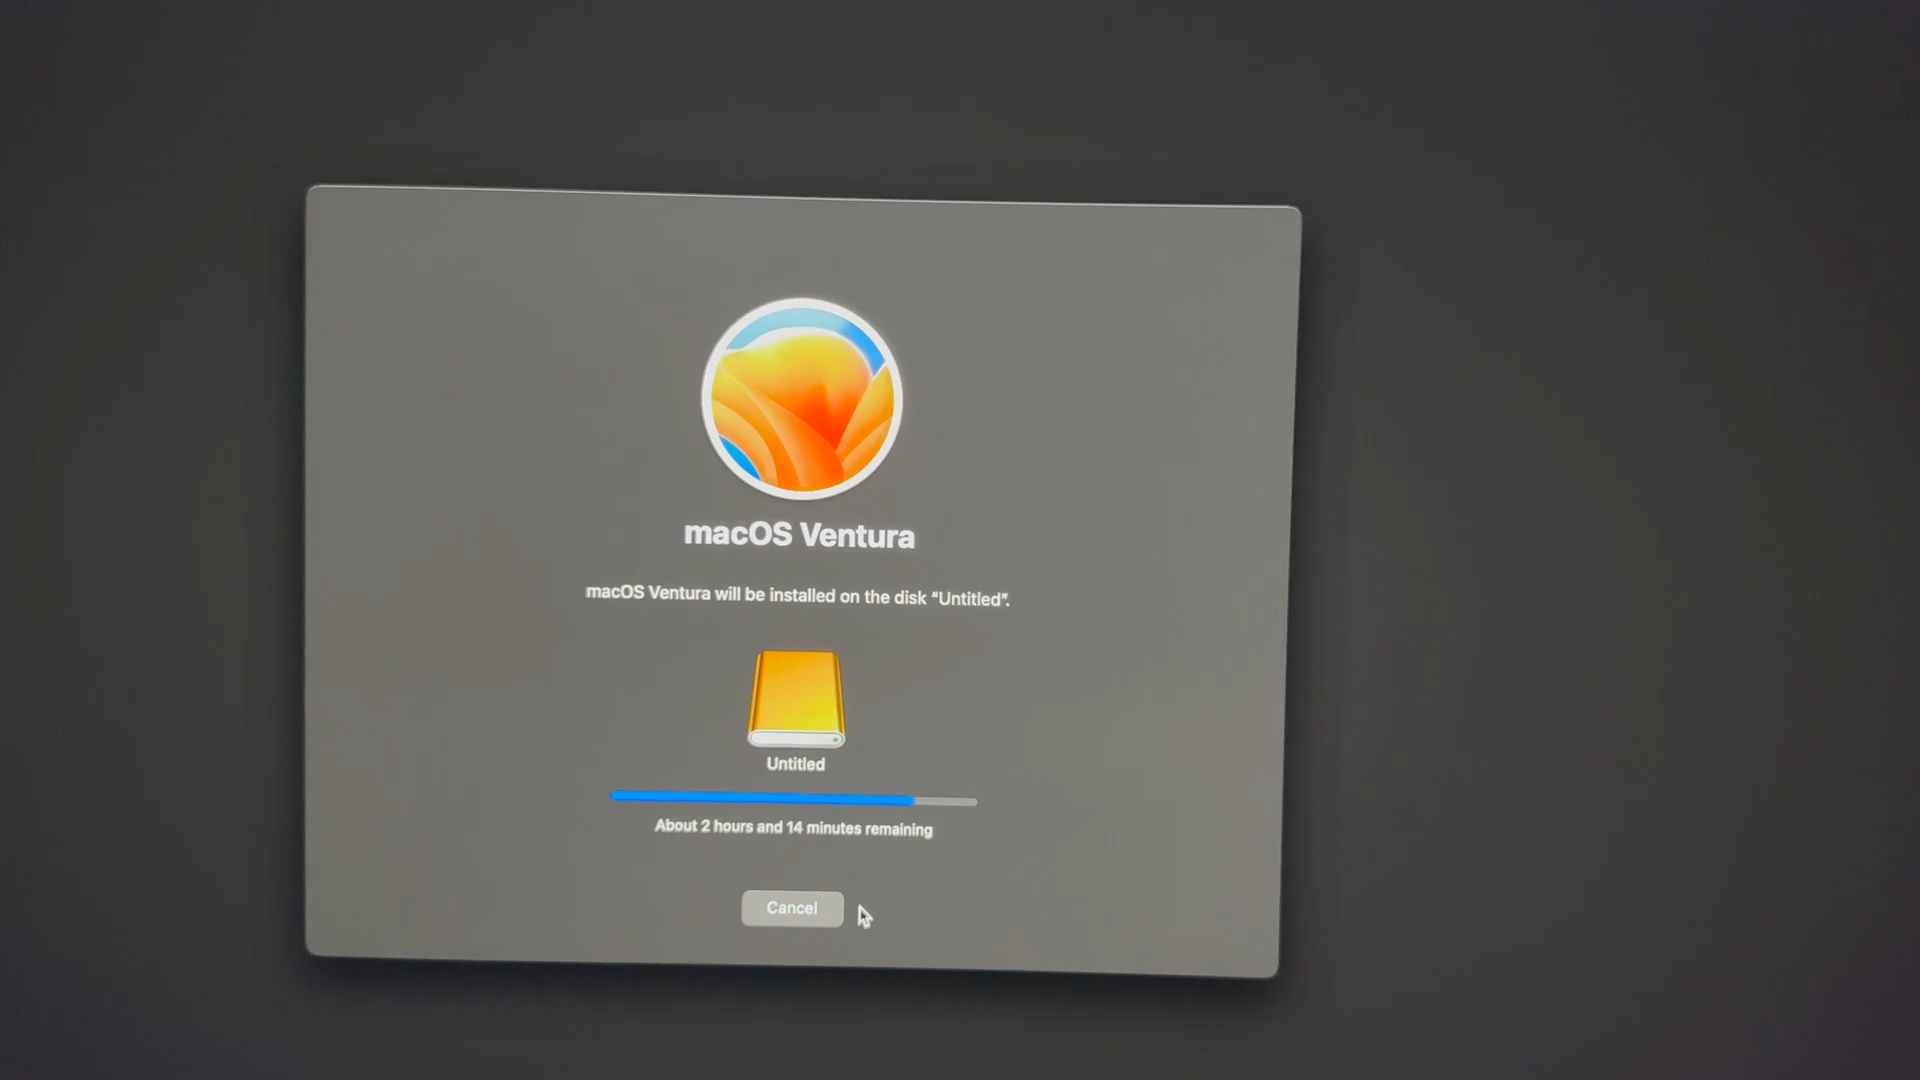 macOS Ventura
macOS Ventura will be installed on the disk “Untitled”.
Untitled
About 2 hours and 14 minutes remaining
Cancel